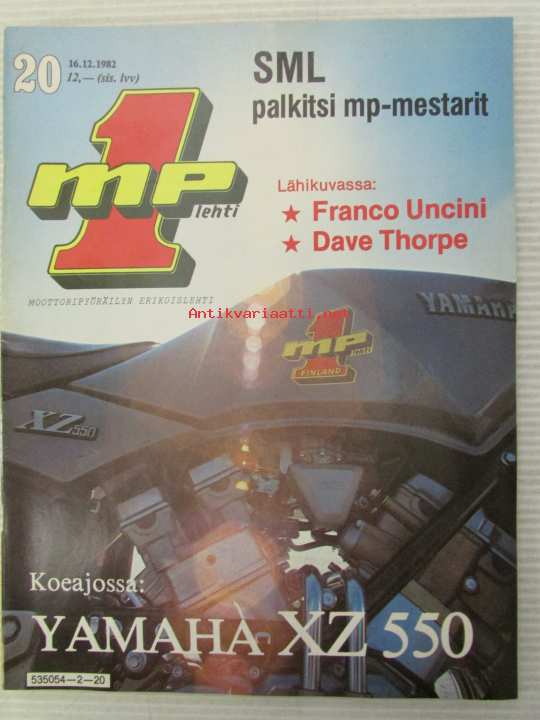 20
16.12.1982
12,— (sis. lvv)
SML
palkitsi mp-mestarit
1
mp
lehti
MOOTTORIPYÖRÄILYN ERIKOISLEHTI
Lähikuvassa:
★ Franco Uncini
★ Dave Thorpe
Antikvariaatti.net
YAMAHA
1
mp
lehti
FINLAND
XZ550
Koeajossa:
YAMAHA XZ 550
535054—2—20